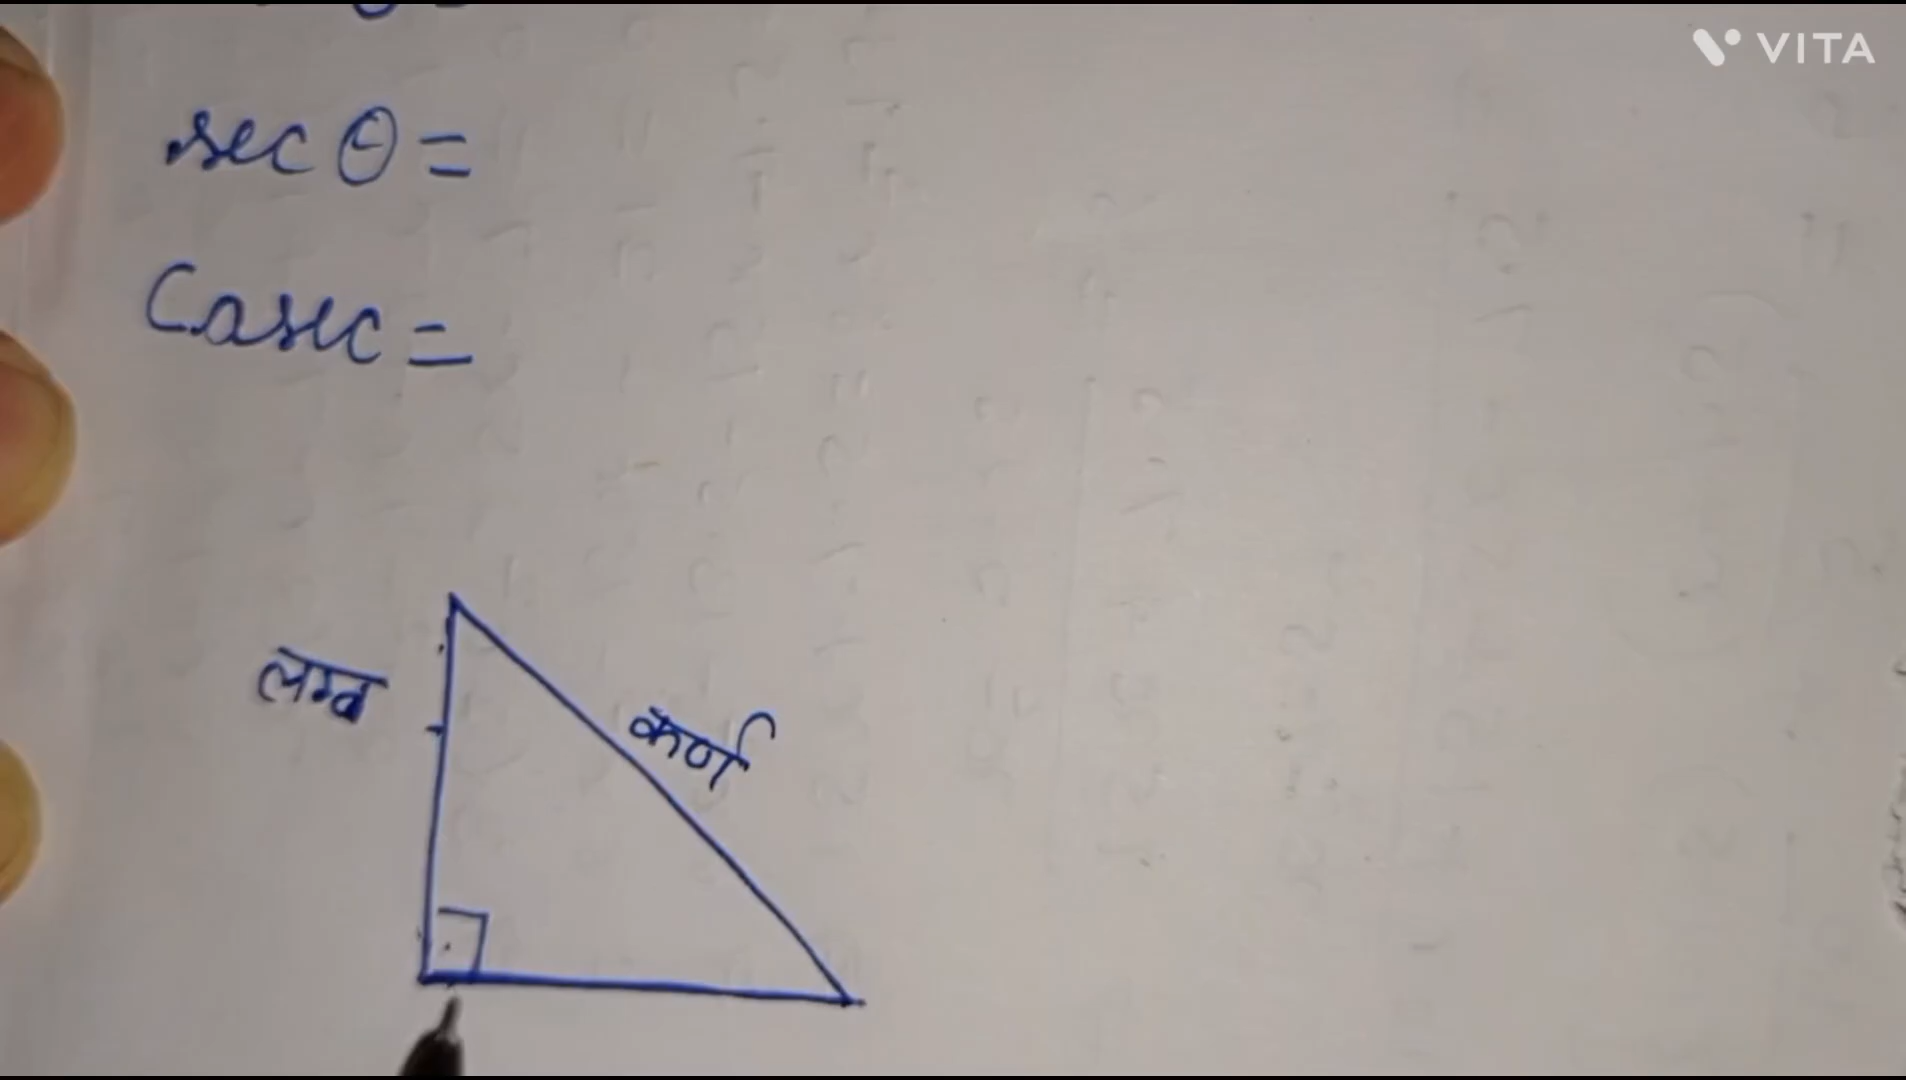 VITA
sec θ =
Cosec =
लम्ब
कर्ण